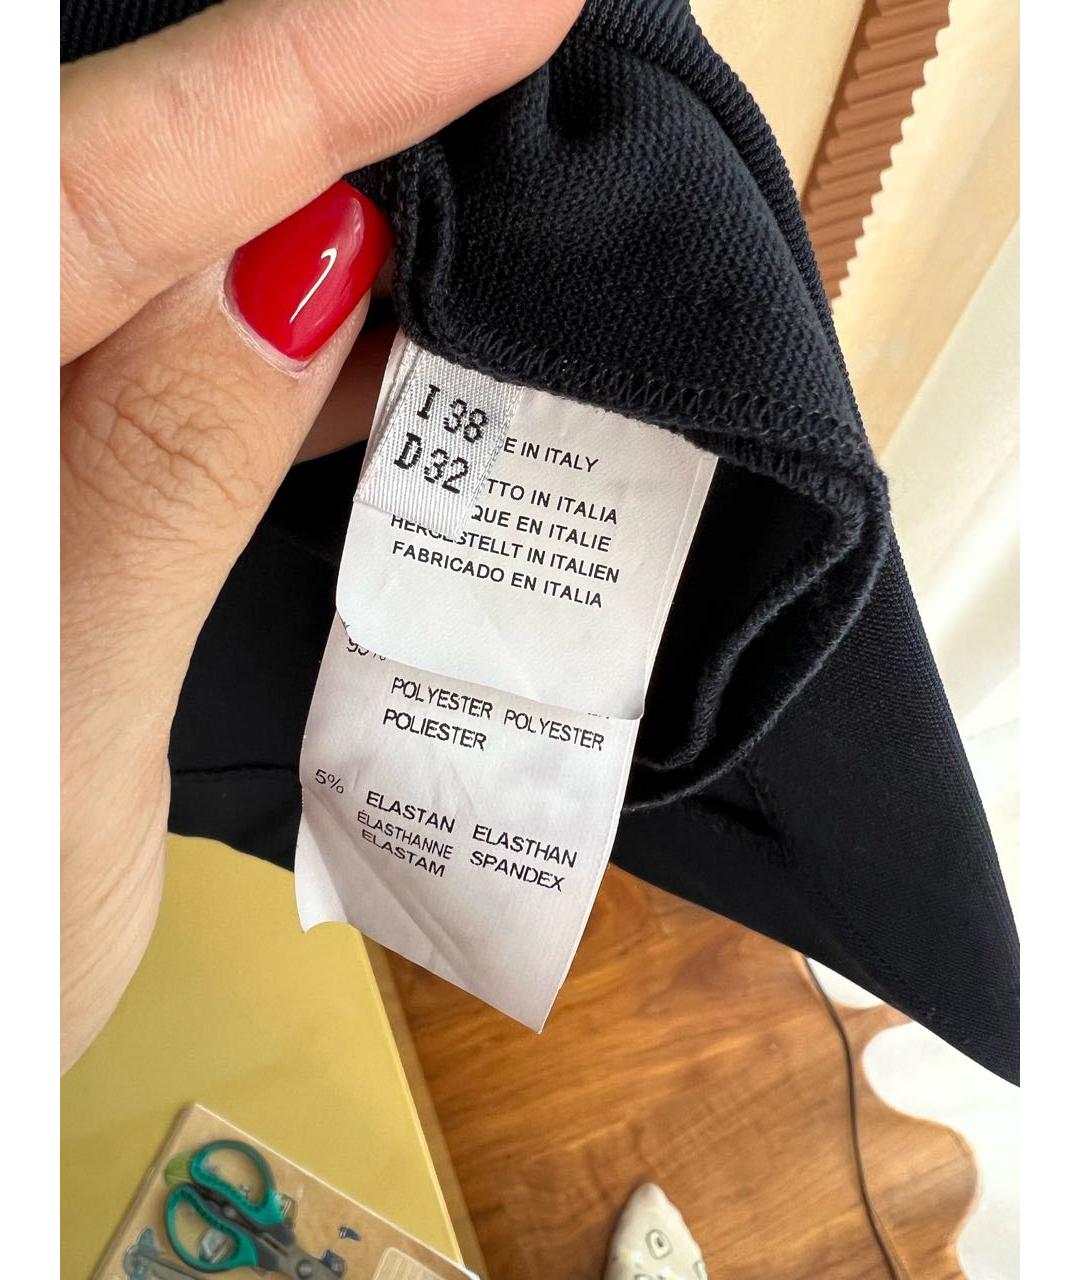 I 38
D 32
E IN ITALY
TTO IN ITALIA
QUE EN ITALIE
HERGESTELLT IN ITALIEN
FABRICADO EN ITALIA
POLYESTER POLYESTER
POLIESTER
5% ELASTAN ELASTHAN
ÉLASTHANNE SPANDEX
ELASTAM